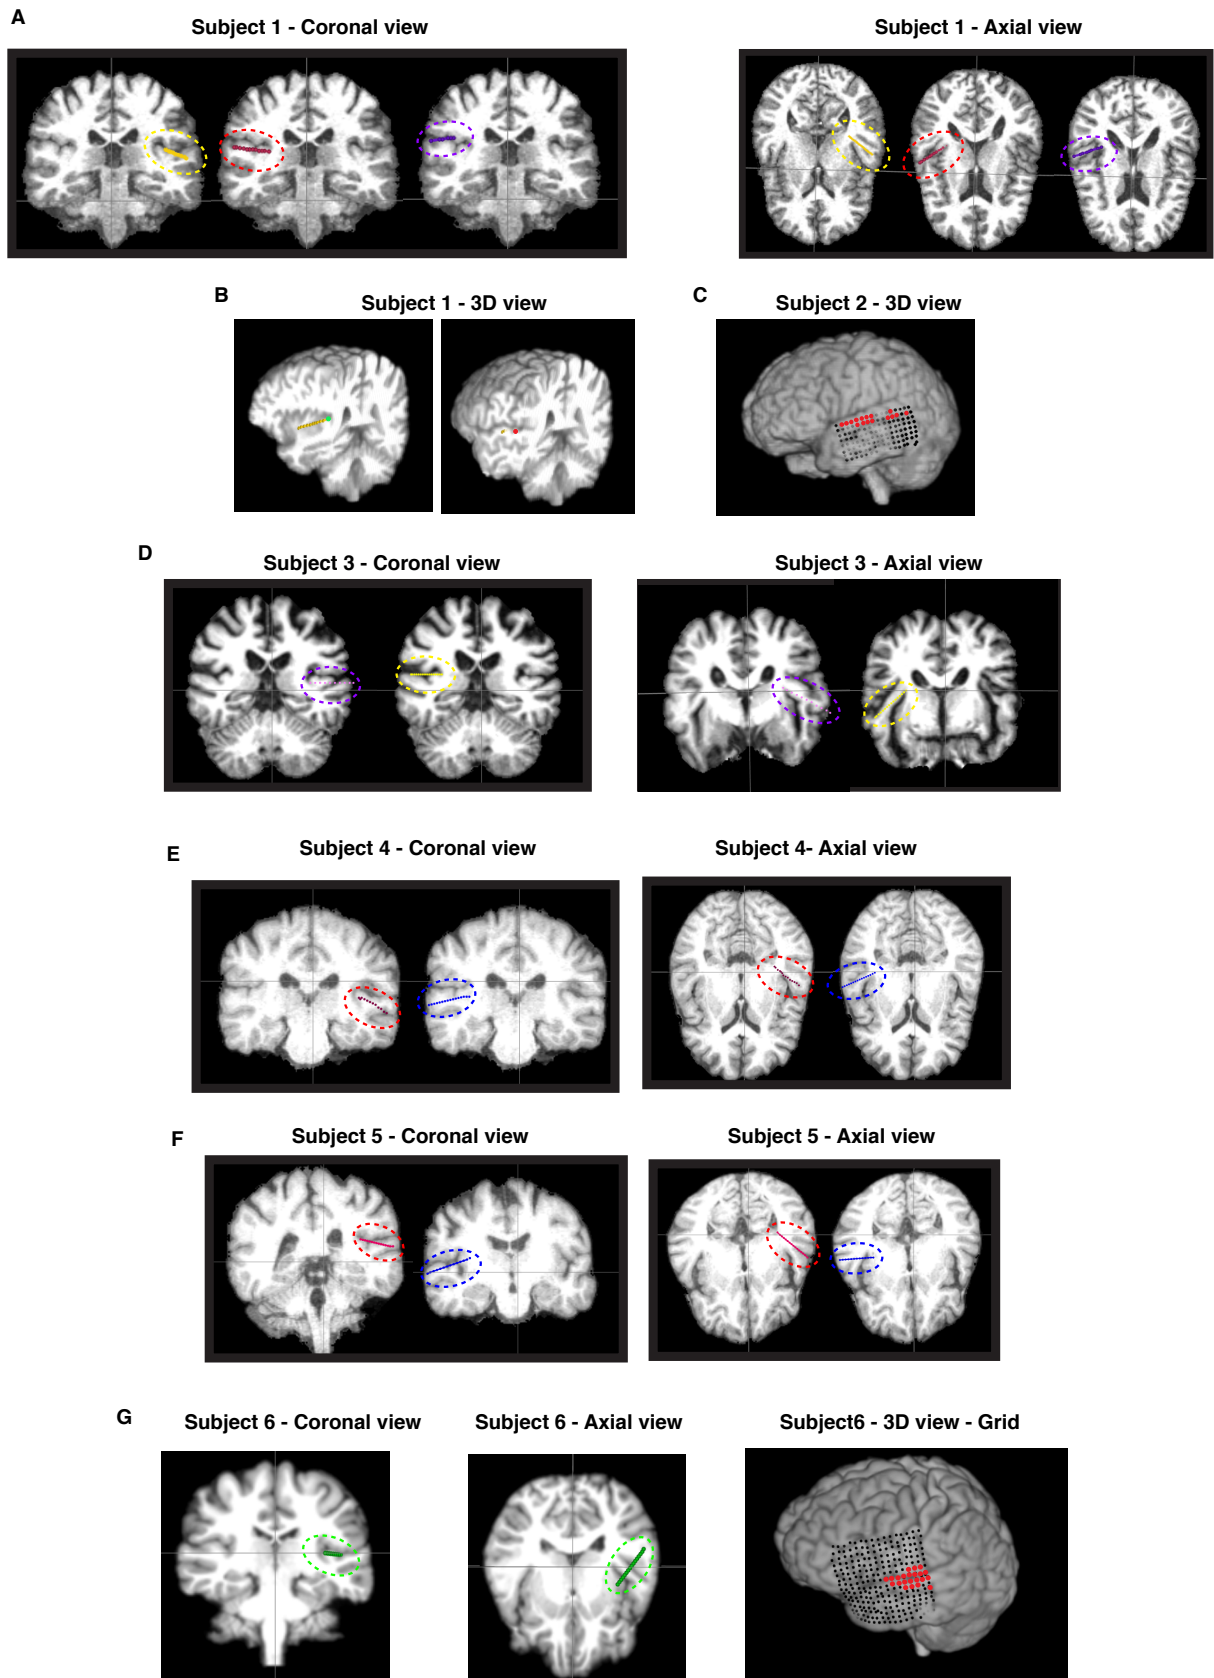 A
Subject 1 - Coronal view
Subject 1 - Axial view
B
Subject 1 - 3D view
C
Subject 2 - 3D view
D
Subject 3 - Coronal view
Subject 3 - Axial view
E
Subject 4 - Coronal view
Subject 4- Axial view
F
Subject 5 - Coronal view
Subject 5 - Axial view
G
Subject 6 - Coronal view
Subject 6 - Axial view
Subject6 - 3D view - Grid